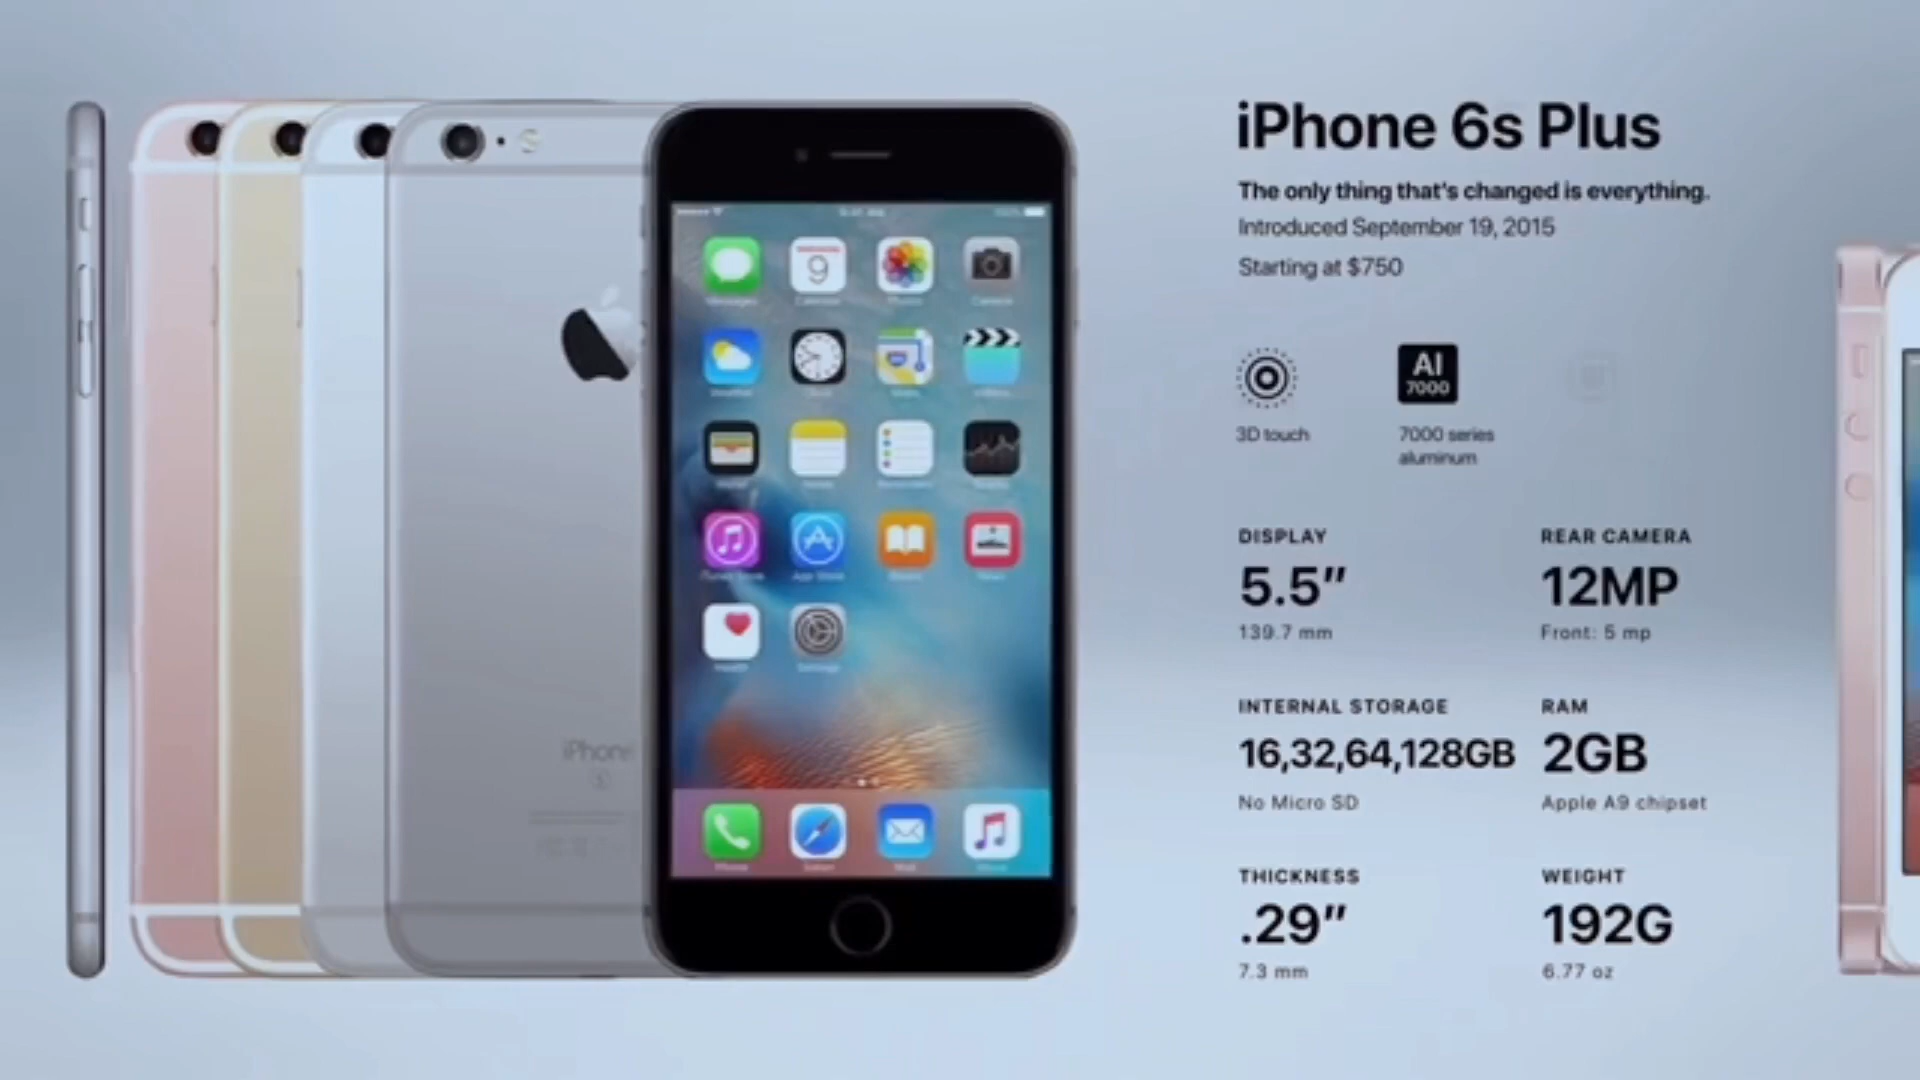 iPhone 6s Plus
The only thing that's changed is everything.
Introduced September 19, 2015
Starting at $750
AI
7000
3D touch
7000 series
aluminum
DISPLAY
5.5″
139.7 mm
REAR CAMERA
12MP
Front: 5 mp
INTERNAL STORAGE
16,32,64,128GB
No Micro SD
RAM
2GB
Apple A9 chipset
THICKNESS
.29″
7.3 mm
WEIGHT
192G
6.77 oz
iPhone
9